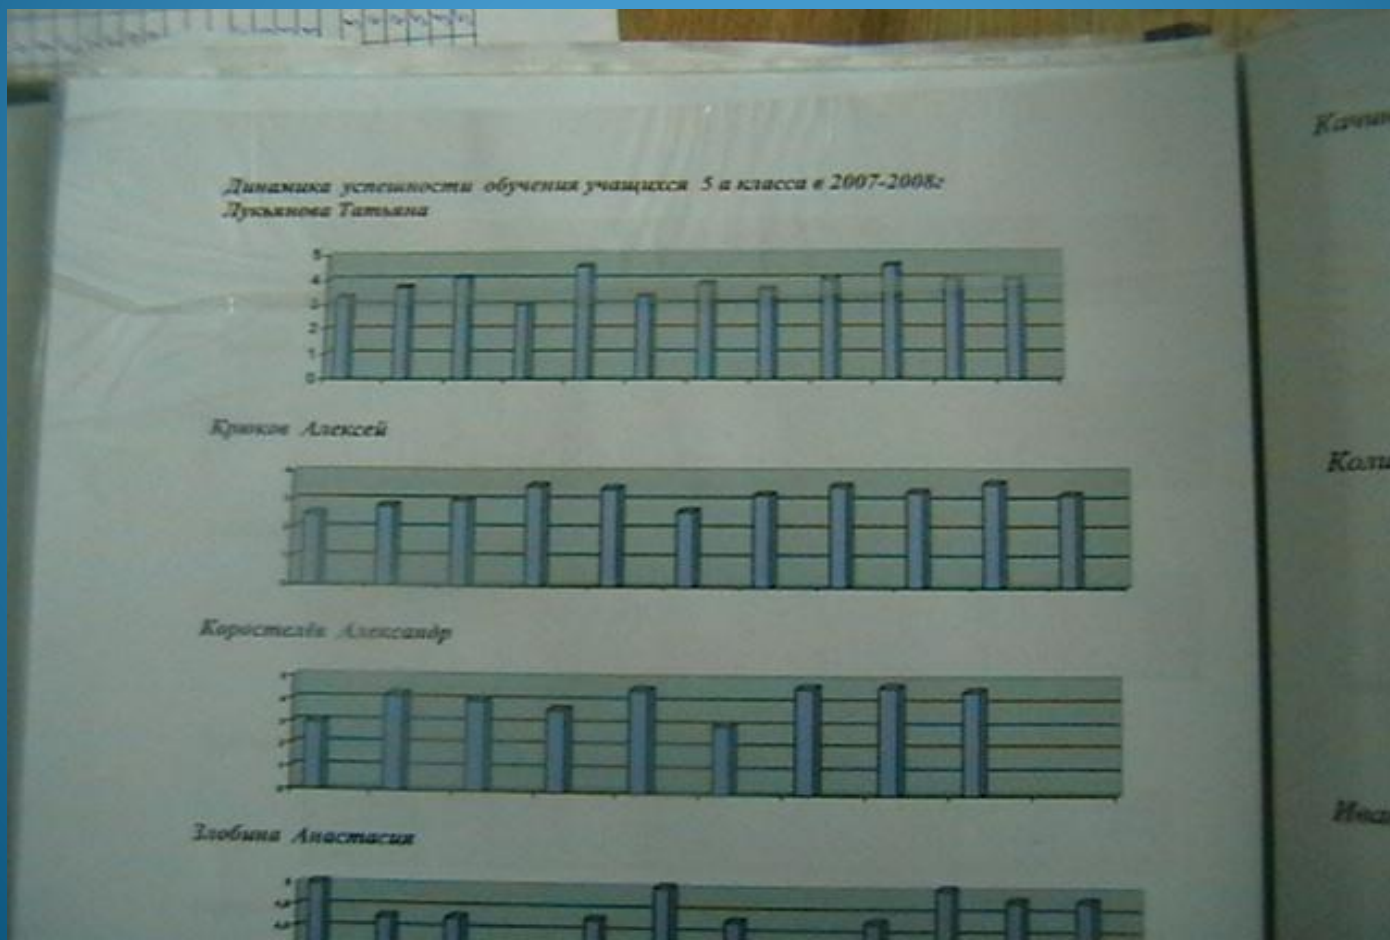 Динамика успешности обучения учащихся 5 а класса в 2007-2008г
Лукьянова Татьяна
5
4
3
2
1
0
Крюков Алексей
Коростелёв Александр
Злобина Анастасия